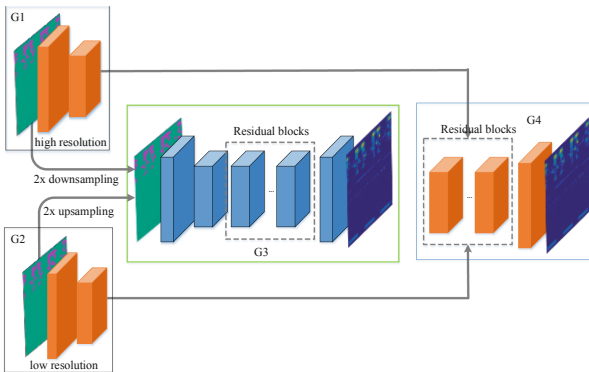 G1
high resolution
2x downsampling
2x upsampling
G2
low resolution
Residual blocks
...
G3
G4
Residual blocks
...